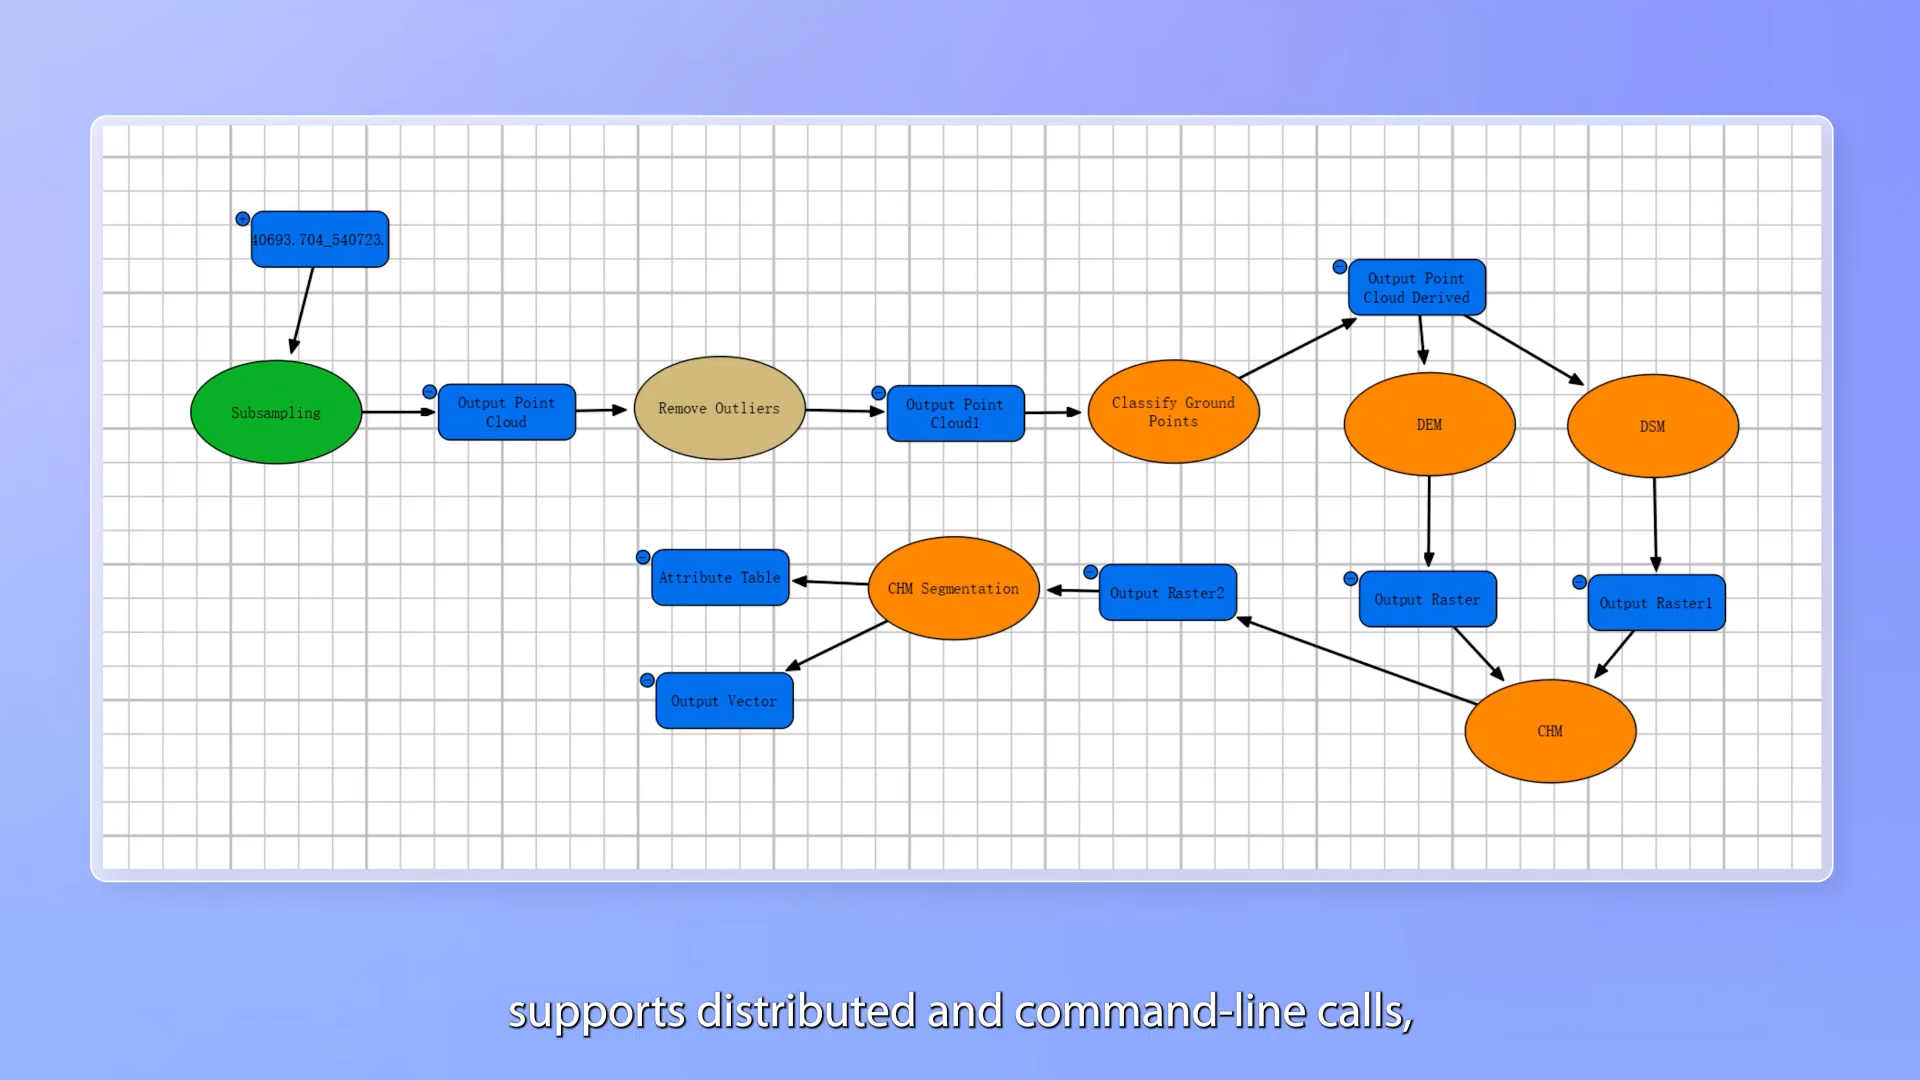 40693.704_540723.
Subsampling
Output Point
Cloud
Remove Outliers
Output Point
Cloud1
Classify Ground
Points
Output Point
Cloud Derived
DEM
DSM
Attribute Table
CHM Segmentation
Output Raster2
Output Raster
Output Raster1
Output Vector
CHM
supports distributed and command-line calls,